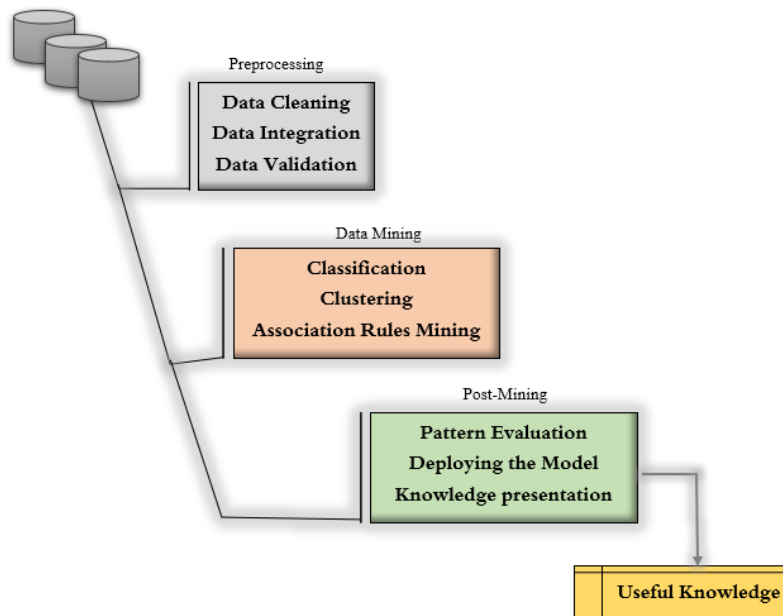 Preprocessing
Data Cleaning
Data Integration
Data Validation
Data Mining
Classification
Clustering
Association Rules Mining
Post-Mining
Pattern Evaluation
Deploying the Model
Knowledge presentation
Useful Knowledge